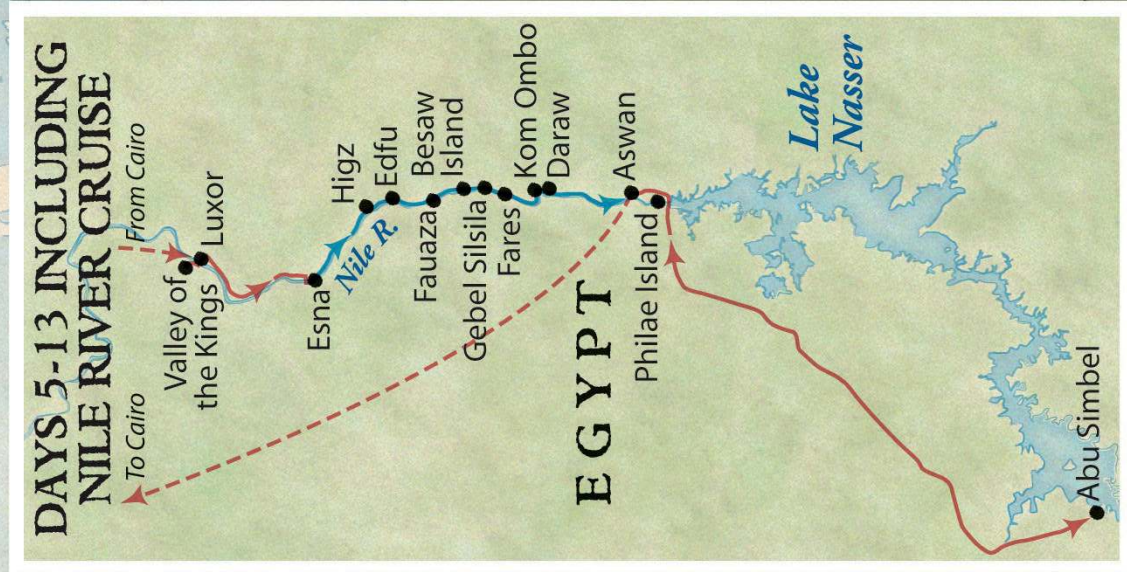 DAYS 5-13 INCLUDING
NILE RIVER CRUISE
To Cairo
From Cairo
Valley of
the Kings
Luxor
Esna
Nile R.
Higz
Edfu
Fauaza
Besaw
Island
Gebel Silsila
Fares
Kom Ombo
Daraw
EGYPT
Aswan
Philae Island
Lake
Nasser
Abu Simbel